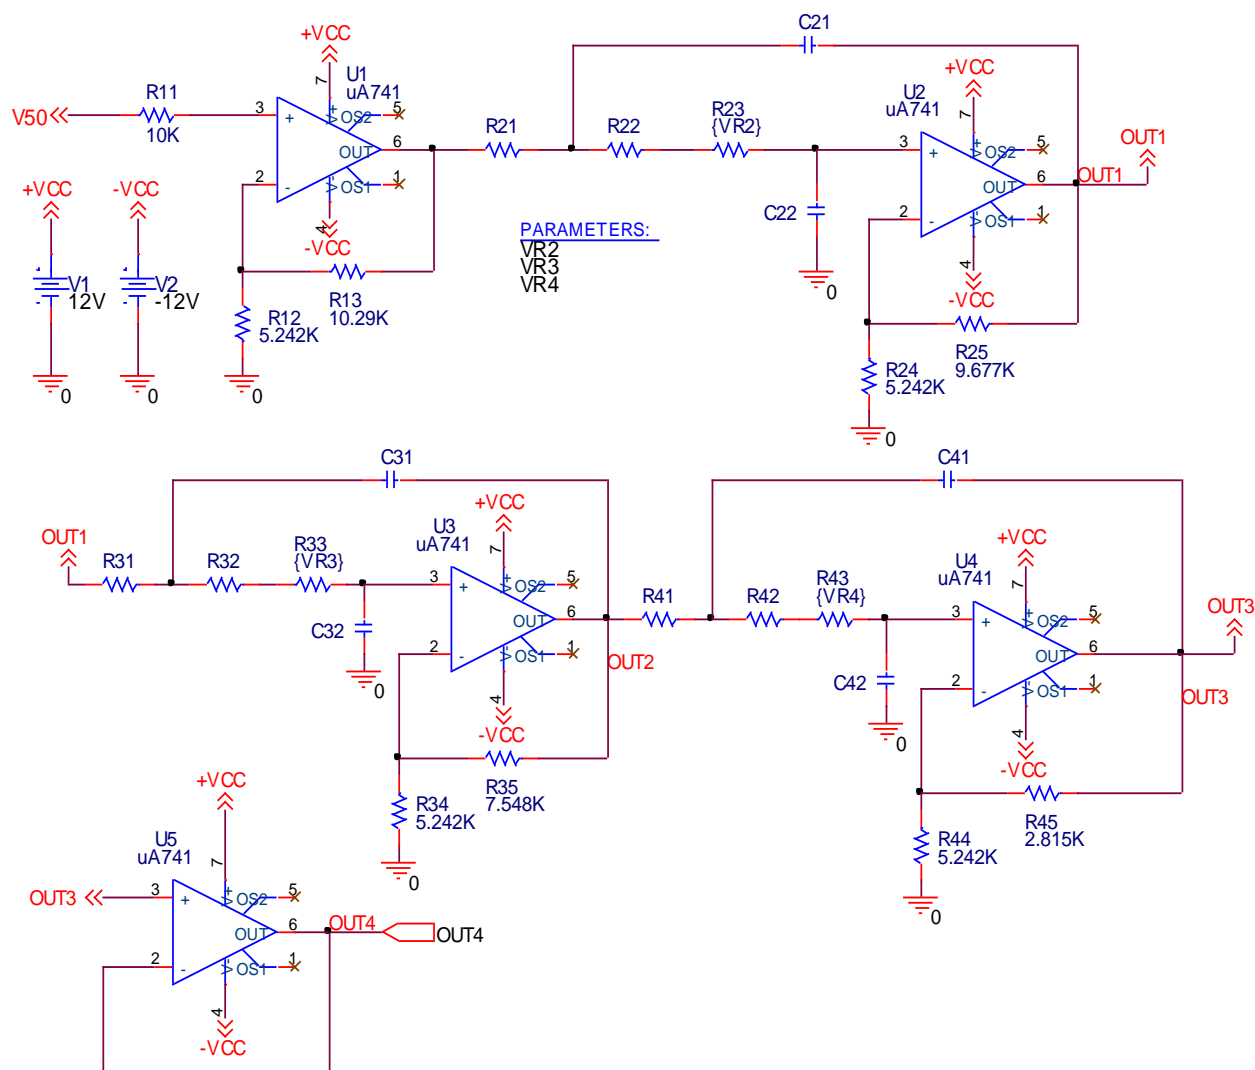 C21
+VCC
U1
uA741
7
V+
5
OS2
R11
10K
V50
3
+
6
OUT
2
-
1
OS1
V-
4
-VCC
R13
10.29K
R12
5.242K
0
+VCC
V1
12V
0
-VCC
V2
-12V
0
R21
R22
R23
{VR2}
C22
0
PARAMETERS:
VR2
VR3
VR4
+VCC
U2
uA741
7
V+
5
OS2
3
+
6
OUT
2
-
1
OS1
V-
4
-VCC
OUT1
OUT1
R25
9.677K
R24
5.242K
0
C31
OUT1
R31
R32
R33
{VR3}
C32
0
+VCC
U3
uA741
7
V+
5
OS2
3
+
6
OUT
2
-
1
OS1
V-
4
-VCC
OUT2
R35
7.548K
R34
5.242K
0
C41
R41
R42
R43
{VR4}
C42
0
+VCC
U4
uA741
7
V+
5
OS2
3
+
6
OUT
2
-
1
OS1
V-
4
-VCC
OUT3
OUT3
R45
2.815K
R44
5.242K
0
+VCC
U5
uA741
7
V+
5
OS2
OUT3
3
+
6
OUT
2
-
1
OS1
V-
4
-VCC
OUT4
OUT4